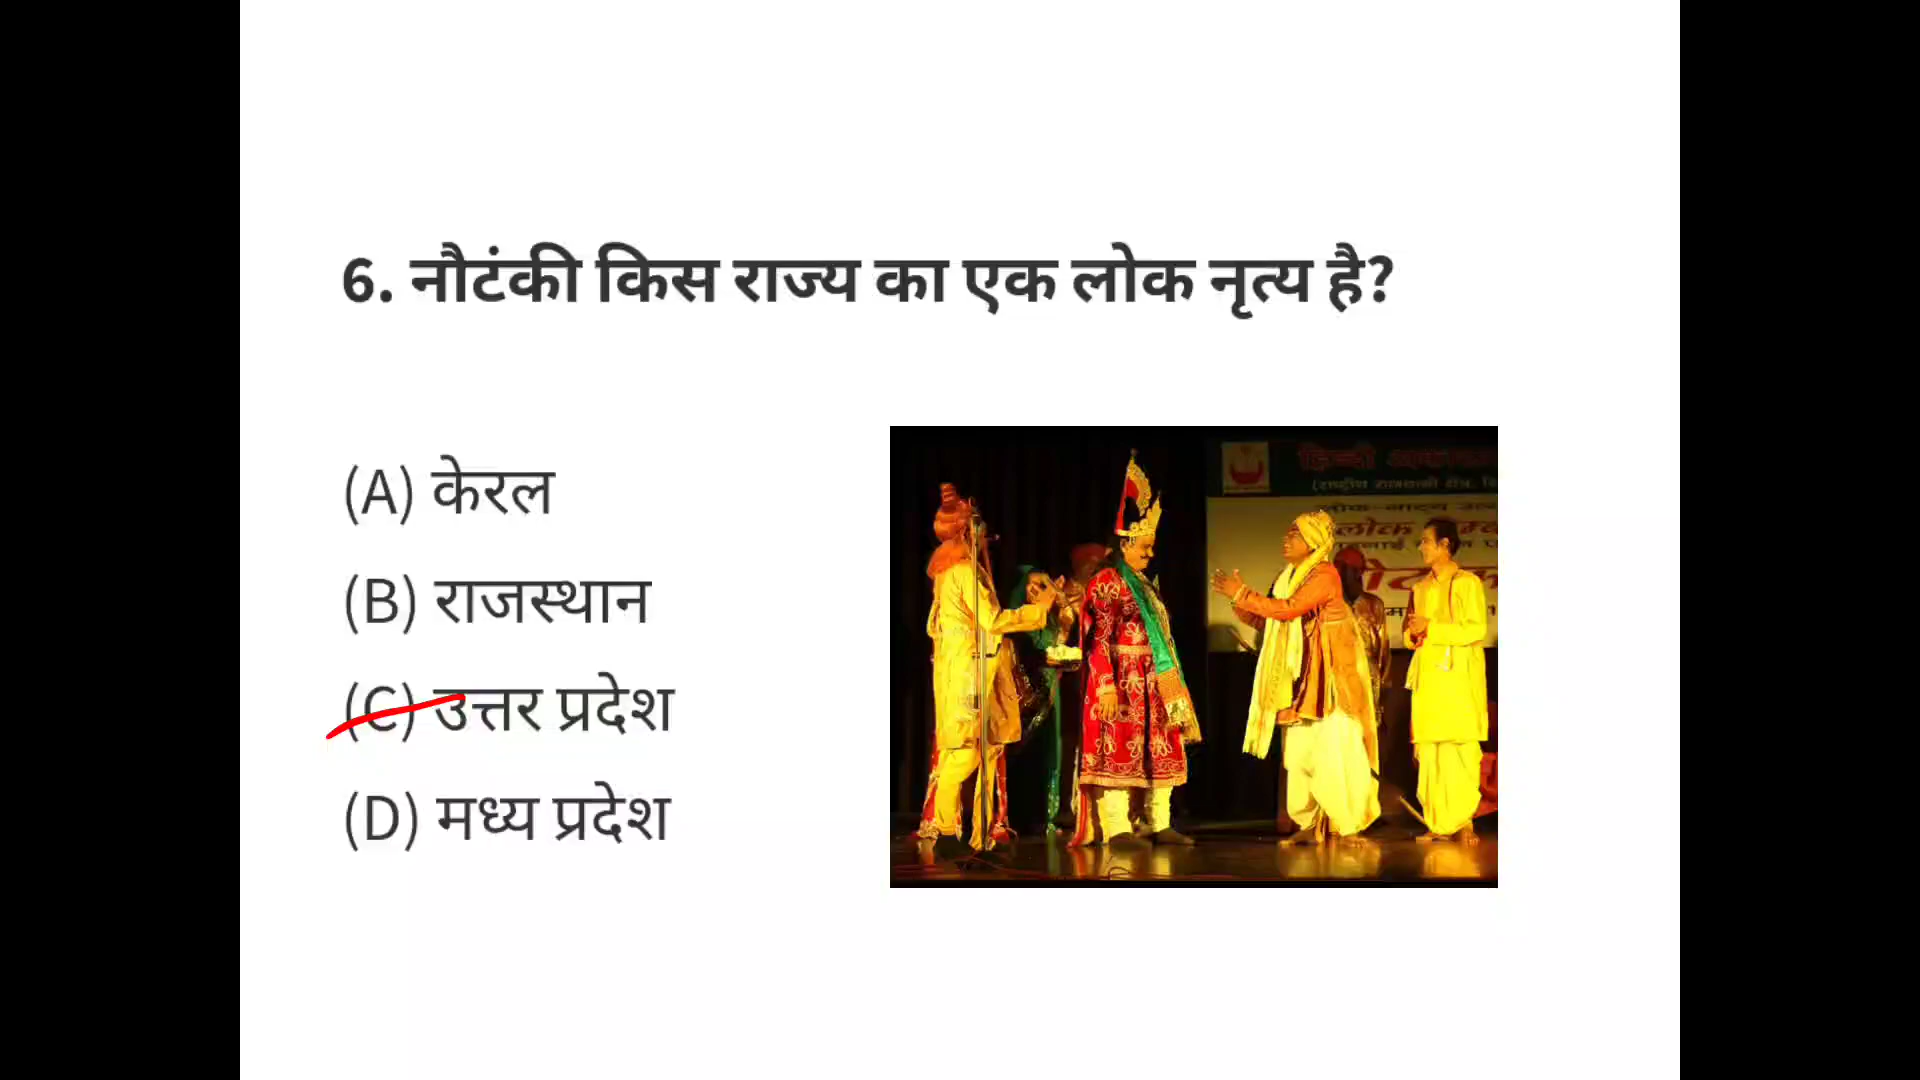 6. नौटंकी किस राज्य का एक लोक नृत्य है?
(A) केरल
(B) राजस्थान
(C) उत्तर प्रदेश
(D) मध्य प्रदेश
हिन्दी
लोक